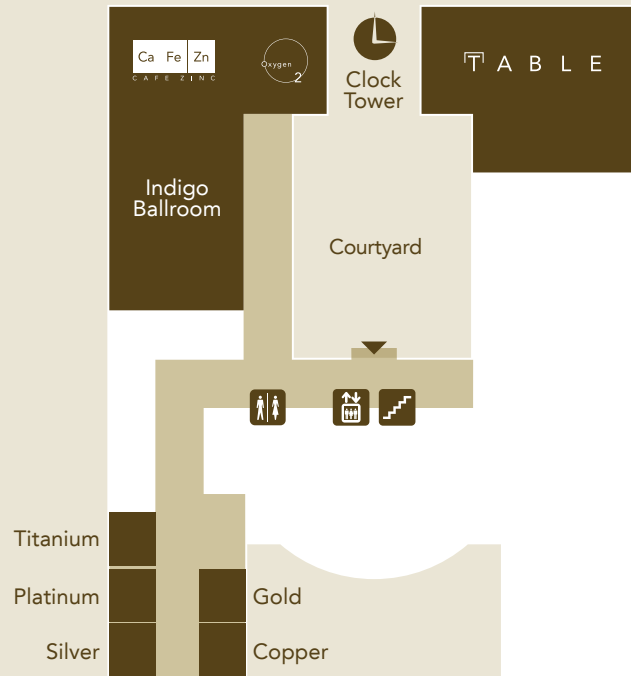 Ca Fe Zn
CAFE ZINC
Oxygen
2
Clock
Tower
TABLE
Indigo
Ballroom
Courtyard
Titanium
Platinum
Gold
Silver
Copper